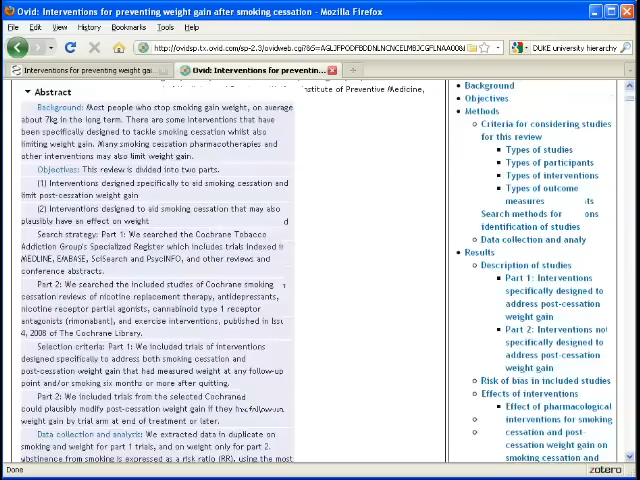 Ovid: Interventions for preventing weight gain after smoking cessation - Mozilla Firefox
File Edit View History Bookmarks Tools Help
DUKE university hierarchy
Interventions for preventing weight gai...
Ovid: Interventions for preventin...
Institute of Preventive Medicine,
Abstract
Background: Most people who stop smoking gain weight, on average
about 7kg in the long term. There are some interventions that have
been specifically designed to tackle smoking cessation whilst also
limiting weight gain. Many smoking cessation pharmacotherapies and
other interventions may also limit weight gain.
Objectives: This review is divided into two parts.
(1) Interventions designed specifically to aid smoking cessation and
limit post-cessation weight gain
(2) Interventions designed to aid smoking cessation that may also
plausibly have an effect on weight
Search strategy: Part 1: We searched the Cochrane Tobacco
Addiction Group's Specialized Register which includes trials indexed
MEDLINE, EMBASE, SciSearch and PsycINFO, and other reviews and
conference abstracts.
Part 2: We searched the included studies of Cochrane smoking
cessation reviews of nicotine replacement therapy, antidepressants,
nicotine receptor partial agonists, cannabinoid type 1 receptor
antagonists (rimonabant), and exercise interventions, published in
4, 2008 of The Cochrane Library.
Selection criteria: Part 1: We included trials of interventions
designed specifically to address both smoking cessation and
post-cessation weight gain that had measured weight at any follow-up
point and/or smoking six months or more after quitting.
Part 2: We included trials from the selected Cochrane
could plausibly modify post-cessation weight gain if they
weight gain by trial arm at end of treatment or later.
Data collection and analysis: We extracted data in duplicate on
smoking and weight for part 1 trials, and on weight only for part 2.
abstinence from smoking is expressed as a risk ratio (RR), using the most
Background
Objectives
Methods
Criteria for considering studies
for this review
Types of studies
Types of participants
Types of interventions
Types of outcome
measures
Search methods for
identification of studies
Data collection and analy
Results
Description of studies
Part 1: Interventions
specifically designed to
address post-cessation
weight gain
Part 2: Interventions not
specifically designed to
address post-cessation
weight gain
Risk of bias in included studies
Effects of interventions
Effect of pharmacological
interventions for smoking
cessation and post-
cessation weight gain on
smoking cessation and
Done
zotero